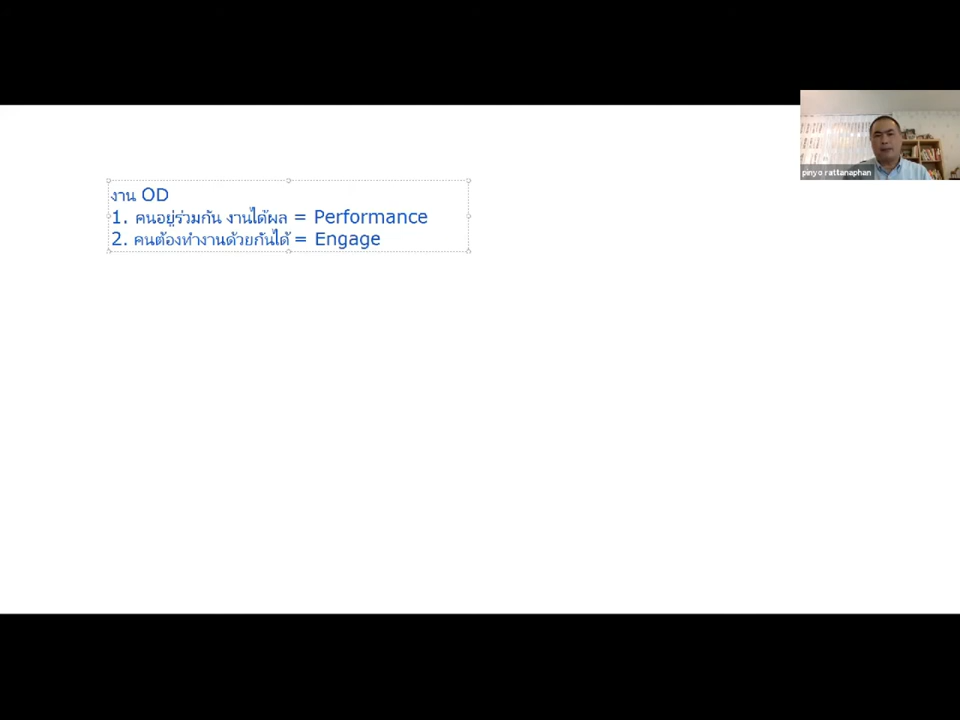 งาน OD
1. คนอยู่ร่วมกัน งานได้ผล = Performance
2. คนต้องทำงานด้วยกันได้ = Engage
pinyo rattanaphan